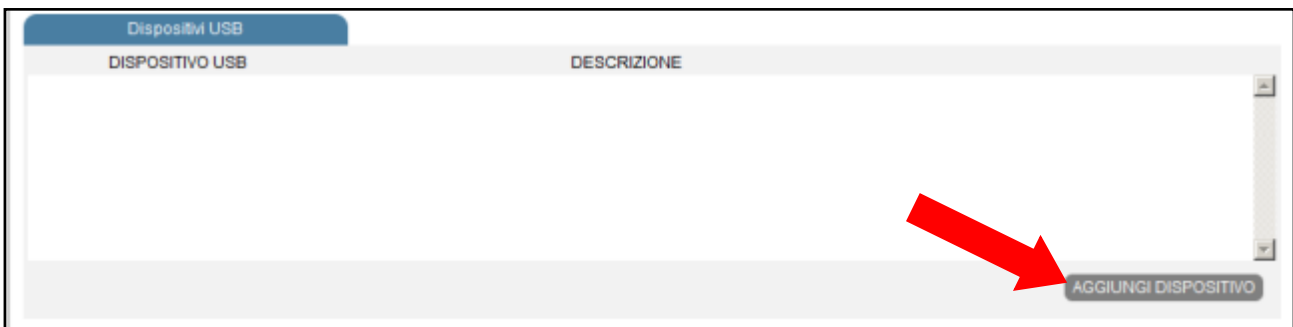 Dispositivi USB
DISPOSITIVO USB DESCRIZIONE
AGGIUNGI DISPOSITIVO